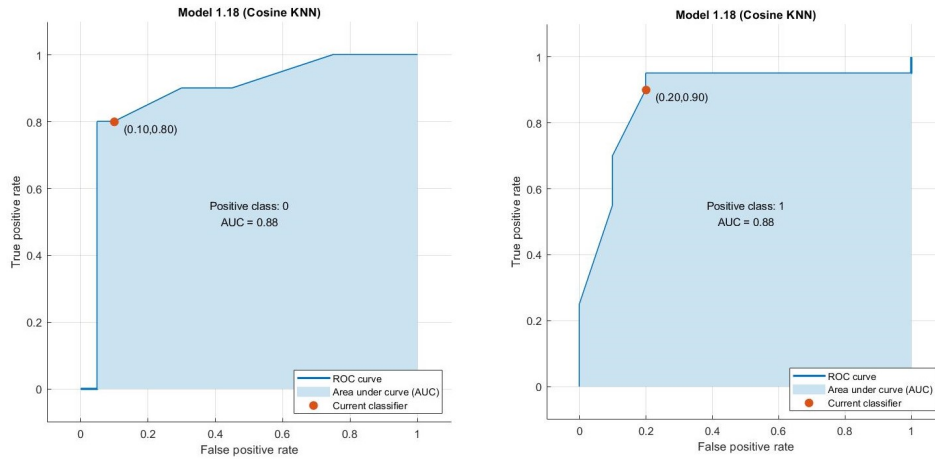 Model 1.18 (Cosine KNN)
1
0.8
0.6
0.4
0.2
0
True positive rate
(0.10,0.80)
Positive class: 0
AUC = 0.88
ROC curve
Area under curve (AUC)
Current classifier
0 0.2 0.4 0.6 0.8 1
False positive rate
Model 1.18 (Cosine KNN)
1
0.8
0.6
0.4
0.2
0
True positive rate
(0.20,0.90)
Positive class: 1
AUC = 0.88
ROC curve
Area under curve (AUC)
Current classifier
0 0.2 0.4 0.6 0.8 1
False positive rate